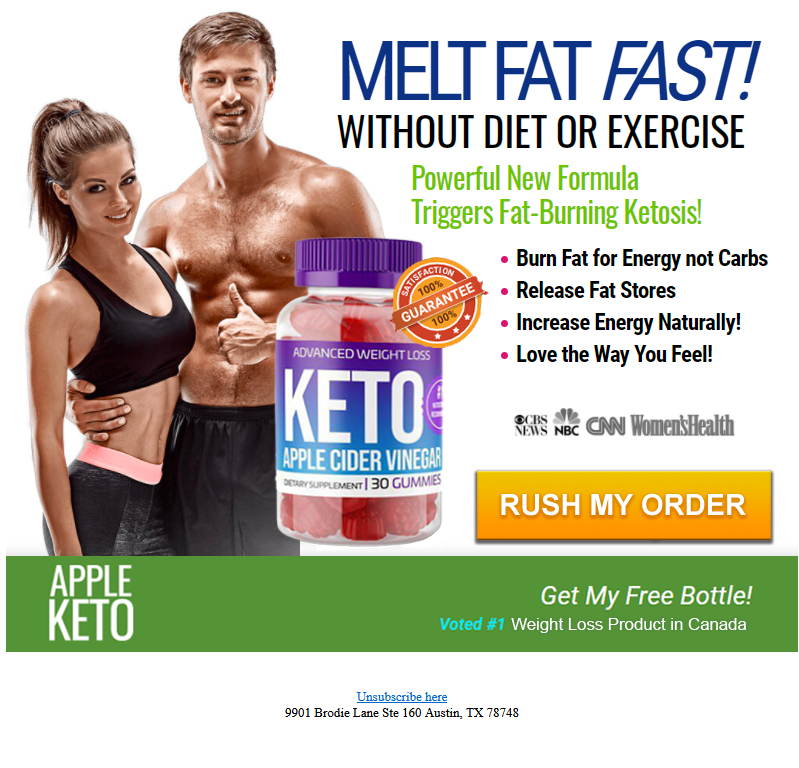 MELT FAT FAST!
WITHOUT DIET OR EXERCISE
Powerful New Formula
Triggers Fat-Burning Ketosis!
Burn Fat for Energy not Carbs
Release Fat Stores
Increase Energy Naturally!
Love the Way You Feel!
SATISFACTION
100%
GUARANTEE
100%
ADVANCED WEIGHT LOSS
KETO
APPLE CIDER VINEGAR
DIETARY SUPPLEMENT | 30 GUMMIES
CBS NEWS NBC CNN Women'sHealth
RUSH MY ORDER
APPLE
KETO
Get My Free Bottle!
Voted #1 Weight Loss Product in Canada
Unsubscribe here
9901 Brodie Lane Ste 160 Austin, TX 78748